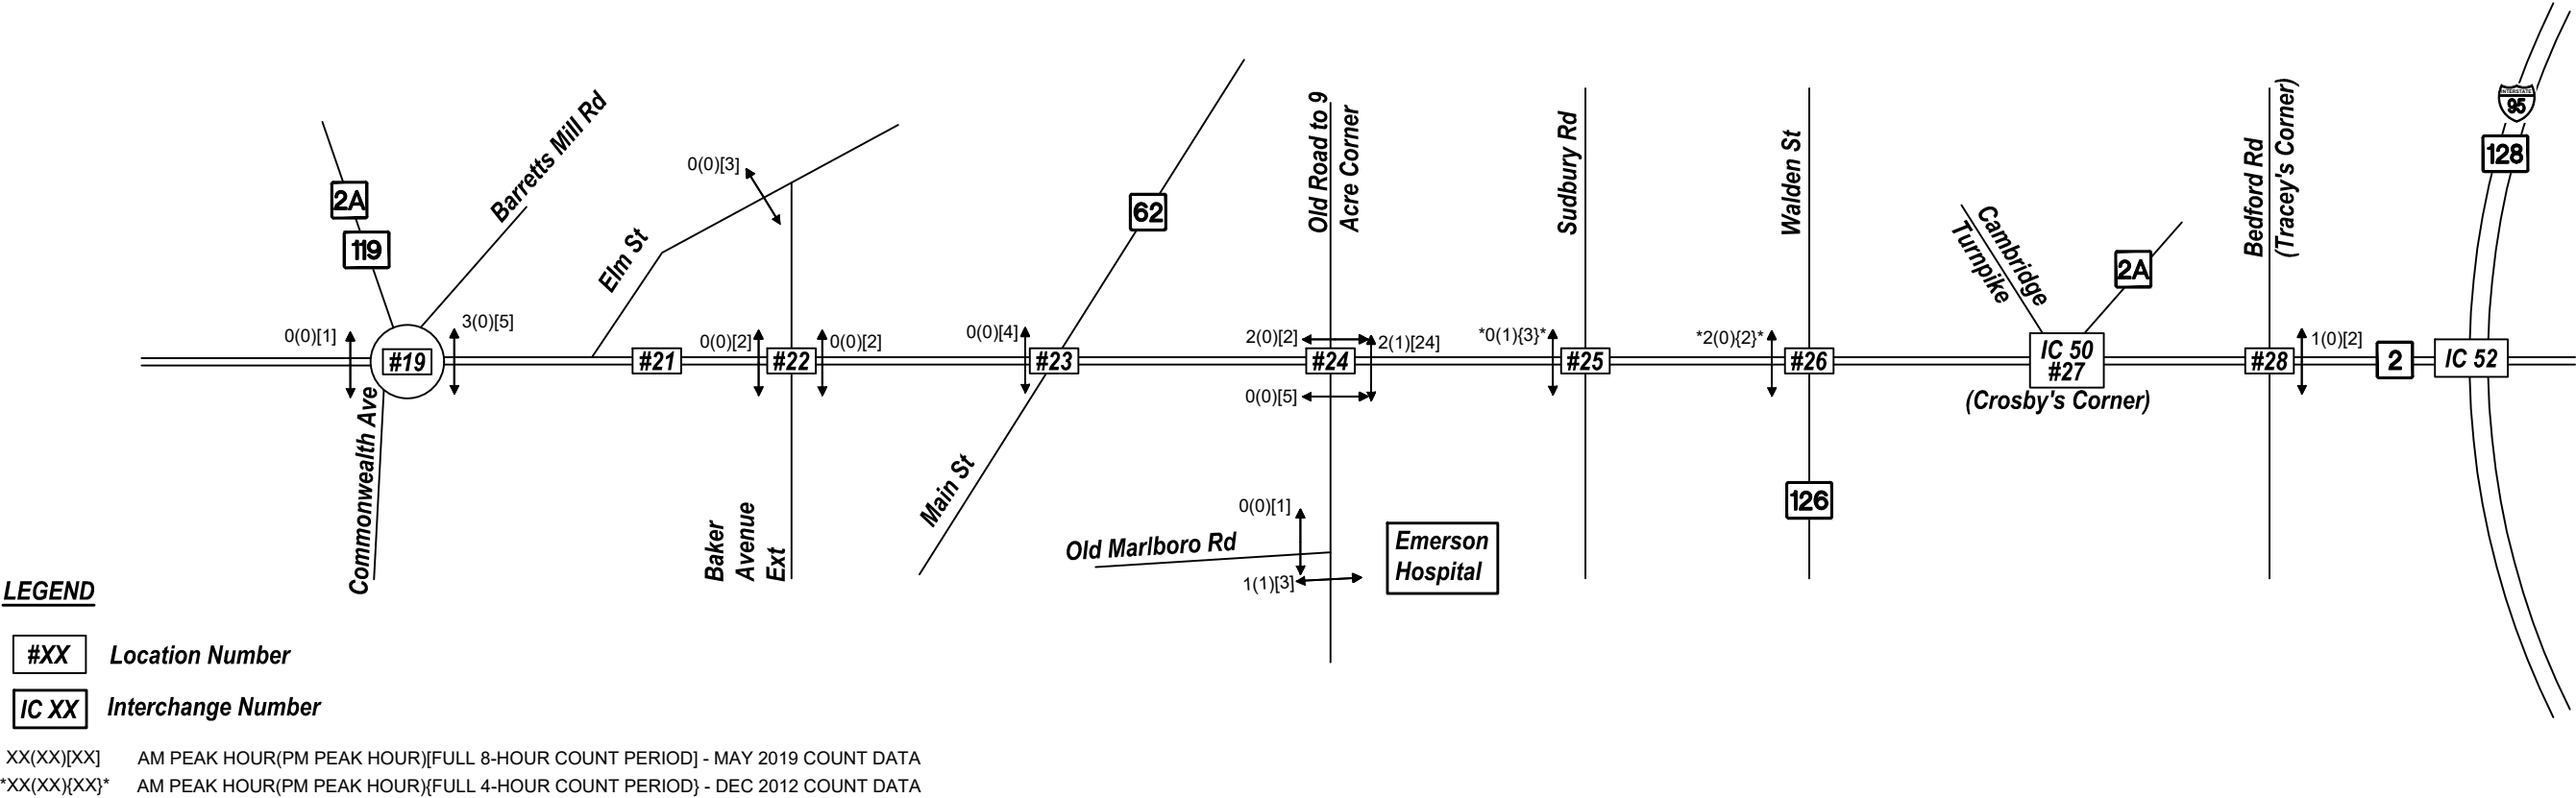 2A
119
Barretts Mill Rd
0(0)[1]
#19
3(0)[5]
Commonwealth Ave
Elm St
0(0)[3]
#21
0(0)[2]
#22
0(0)[2]
Baker
Avenue
Ext
0(0)[4]
#23
62
Main St
Old Road to 9
Acre Corner
2(0)[2]
#24
2(1)[24]
0(0)[5]
0(0)[1]
Old Marlboro Rd
1(1)[3]
Emerson
Hospital
Sudbury Rd
*0(1){3}*
#25
Walden St
*2(0){2}*
#26
126
Cambridge
Turnpike
2A
IC 50
#27
(Crosby's Corner)
Bedford Rd
(Tracey's Corner)
#28
1(0)[2]
2
IC 52
INTERSTATE
95
128
LEGEND
#XX Location Number
IC XX Interchange Number
XX(XX)[XX] AM PEAK HOUR(PM PEAK HOUR)[FULL 8-HOUR COUNT PERIOD] - MAY 2019 COUNT DATA
*XX(XX){XX}* AM PEAK HOUR(PM PEAK HOUR){FULL 4-HOUR COUNT PERIOD} - DEC 2012 COUNT DATA